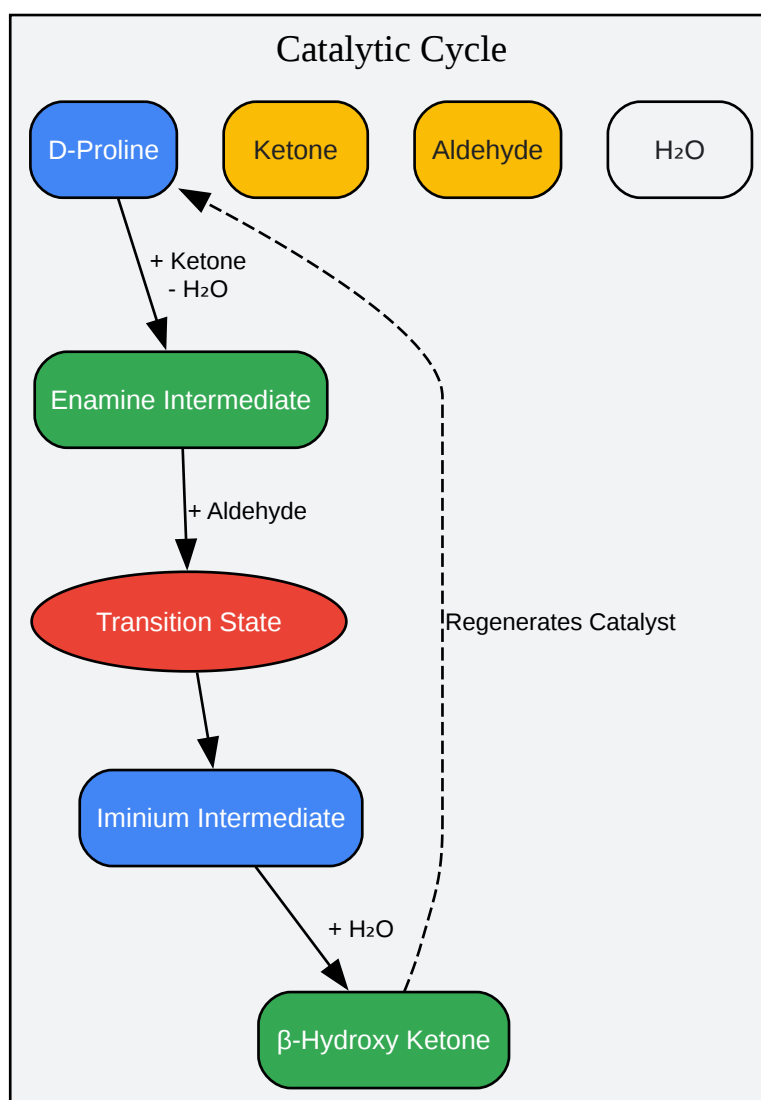 Catalytic Cycle
D-Proline
Ketone
Aldehyde
H₂O
+ Ketone
- H₂O
Enamine Intermediate
+ Aldehyde
Transition State
Regenerates Catalyst
Iminium Intermediate
+ H₂O
β-Hydroxy Ketone